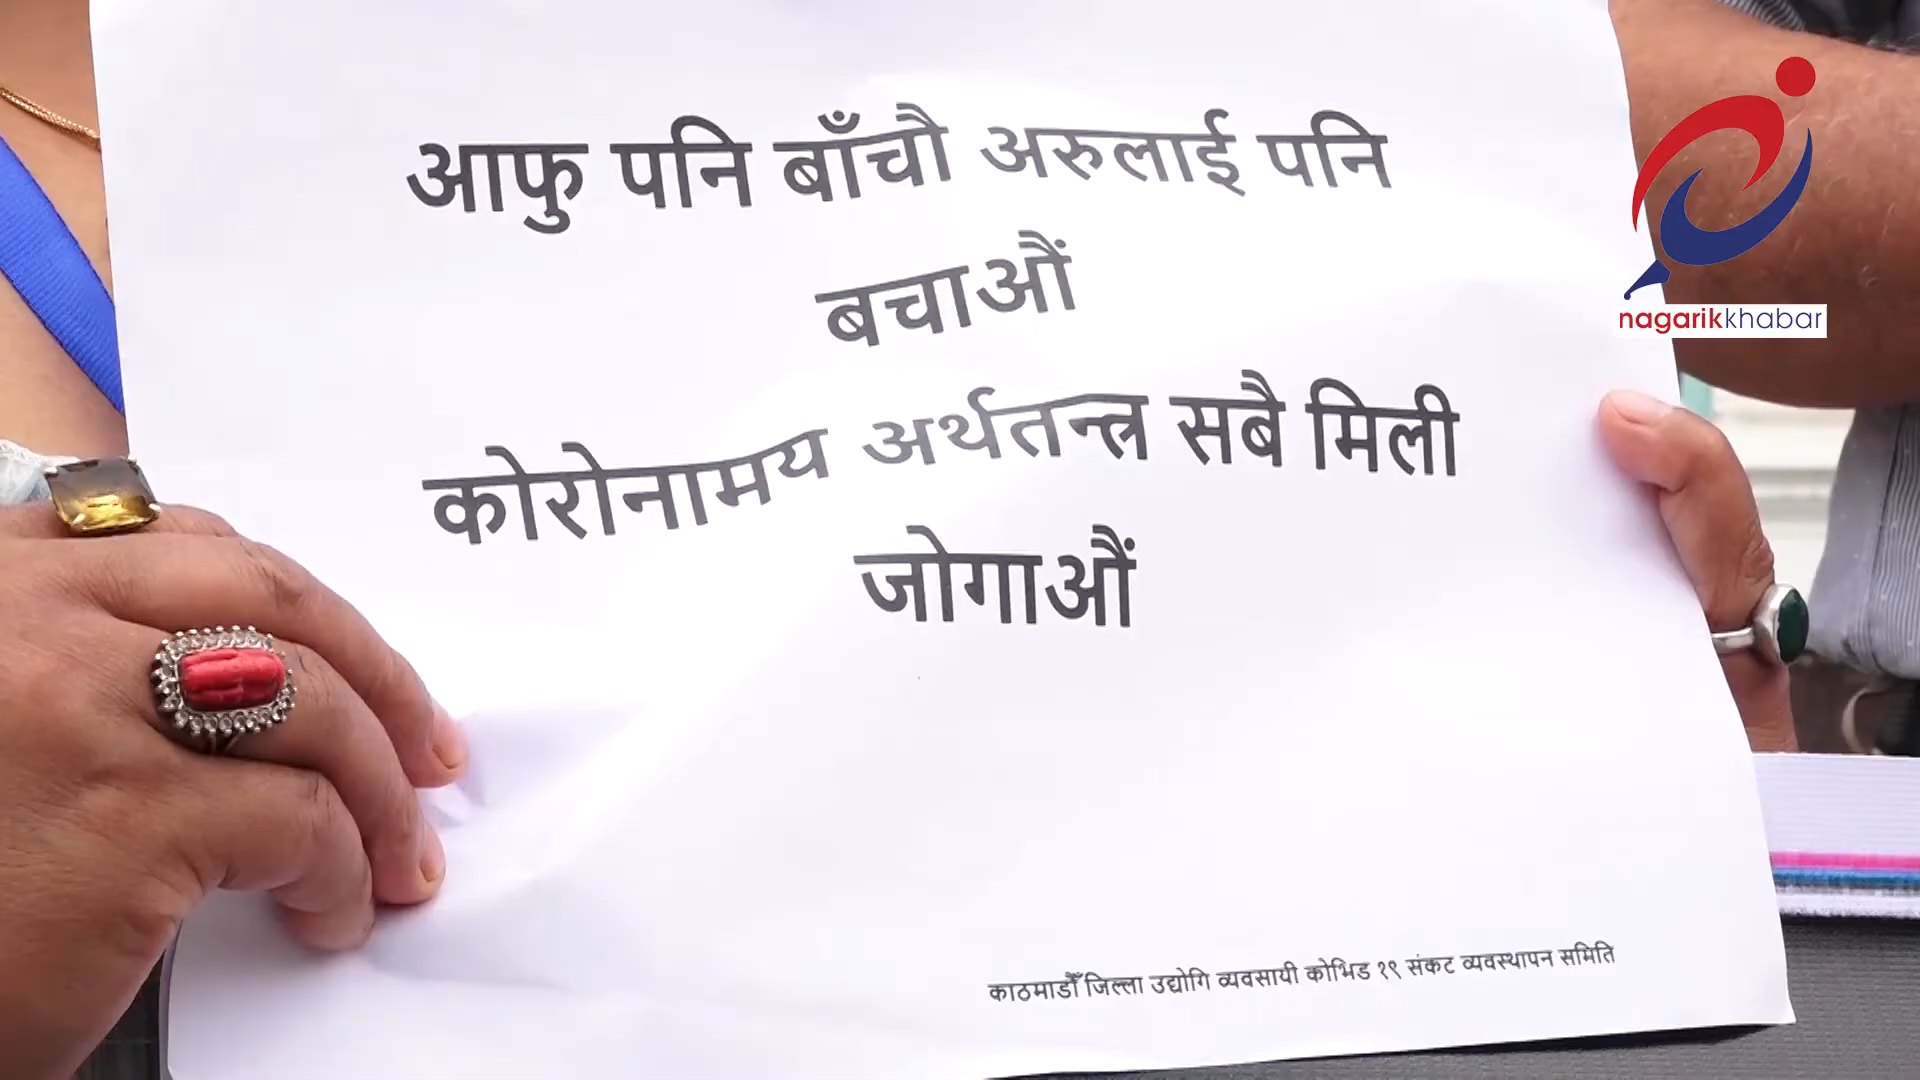 आफु पनि बाँचौ अरुलाई पनि
बचाऔं
कोरोनामय अर्थतन्त्र सबै मिली
जोगाऔं
काठमाडौँ जिल्ला उद्योगि व्यवसायी कोभिड १९ संकट व्यवस्थापन समिति
nagarikkhabar